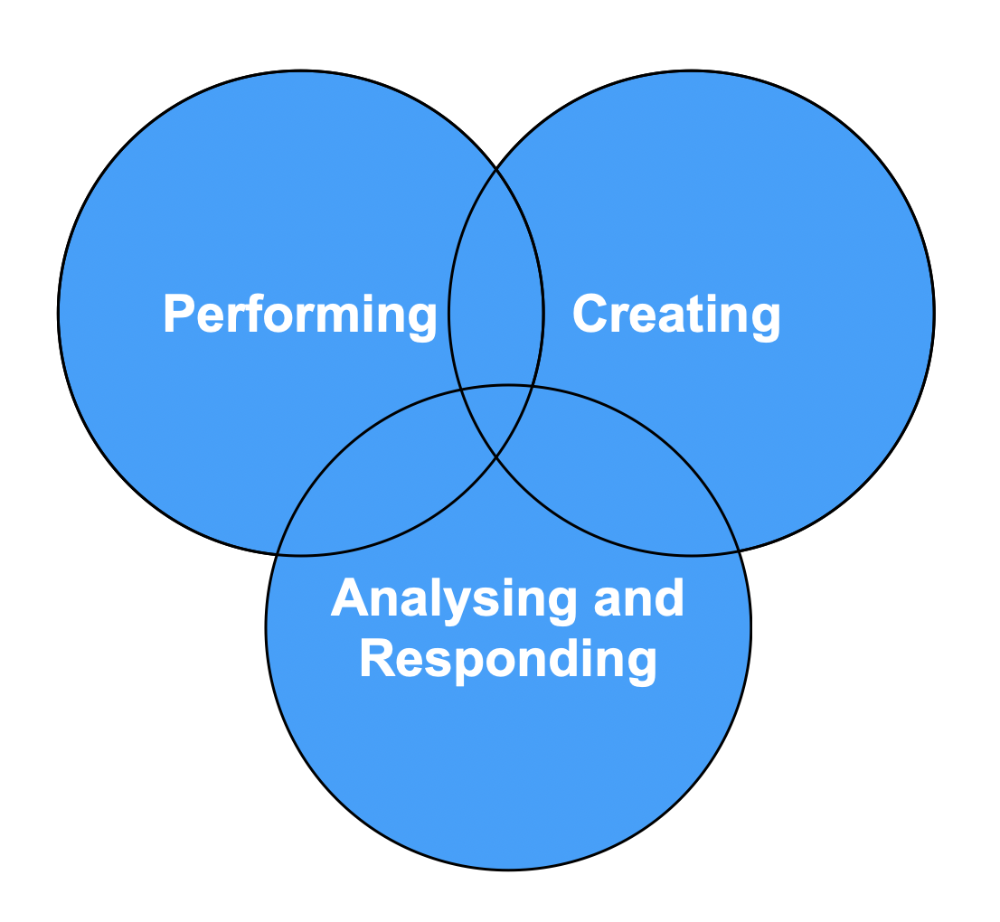 Performing
Creating
Analysing and
Responding